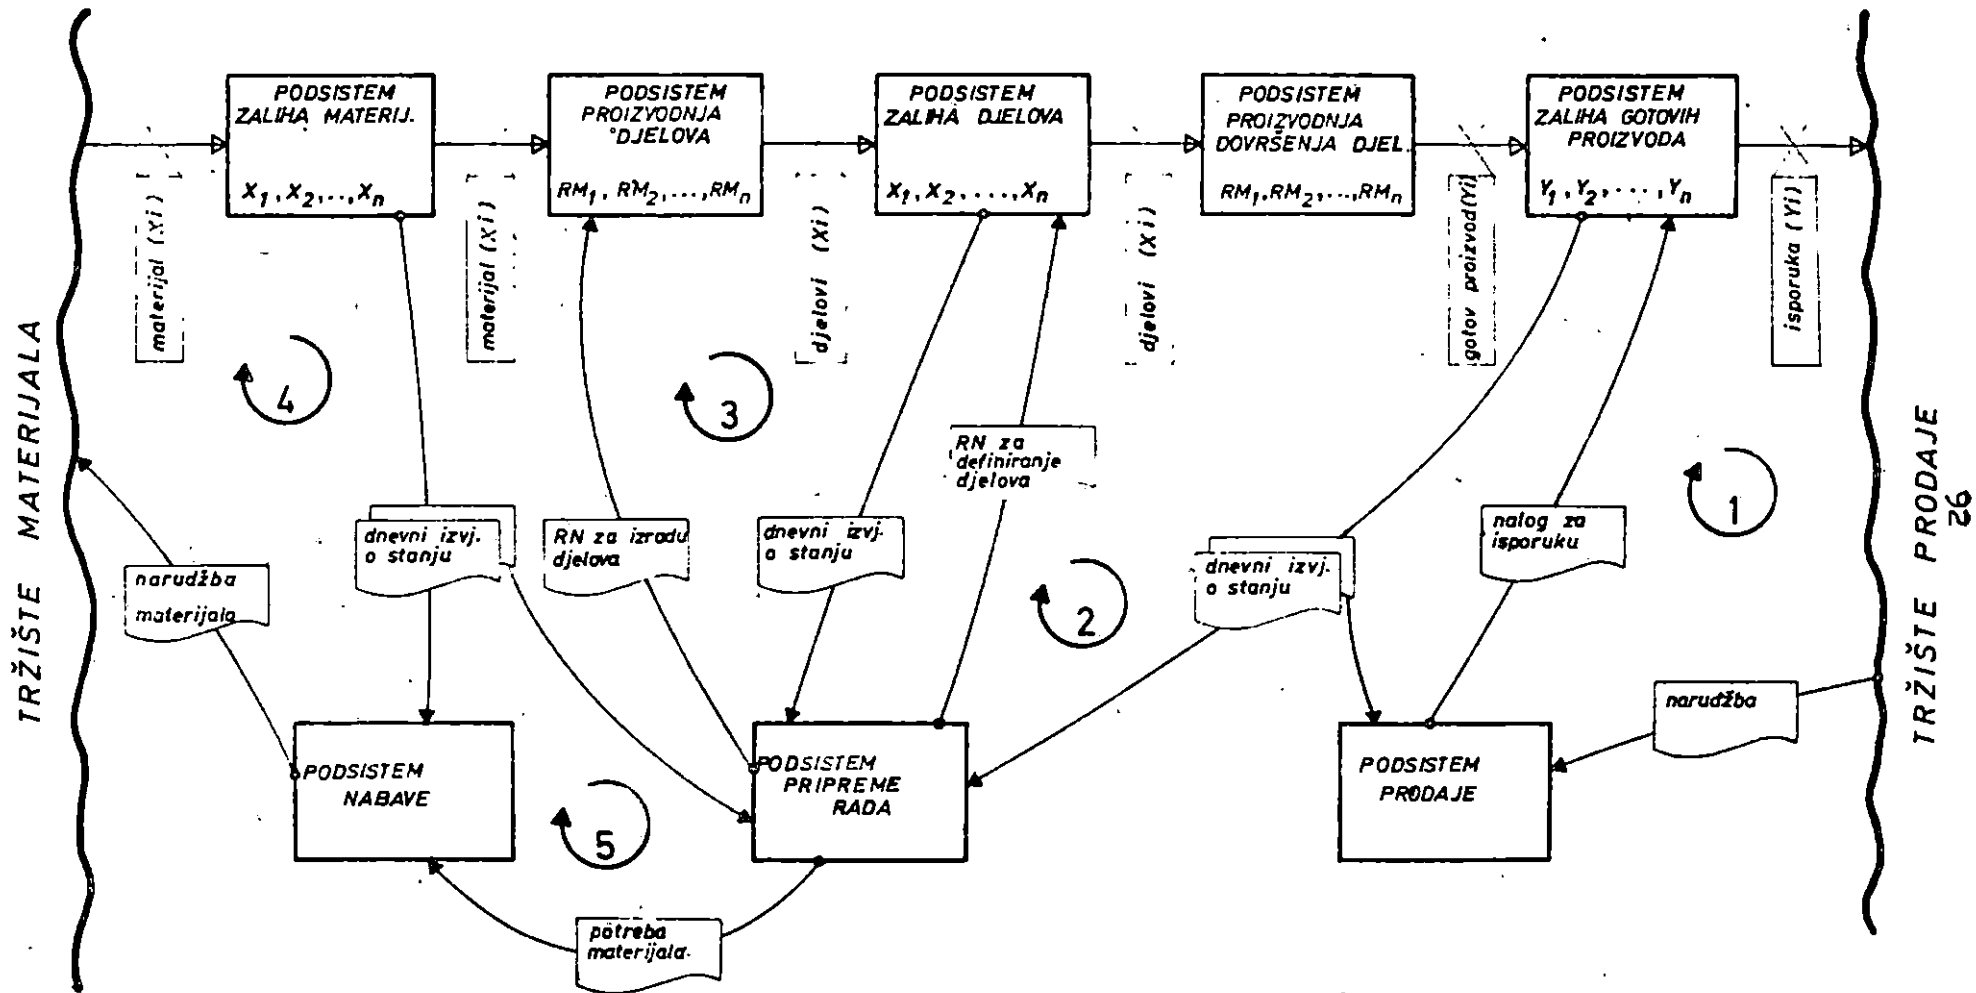 TRŽIŠTE MATERIJALA
PODSISTEM
ZALIHA MATERIJ.
X1, X2,..., Xn
PODSISTEM
PROIZVODNJA
DJELOVA
RM1, RM2,...,RMn
PODSISTEM
ZALIHA DJELOVA
X1, X2,...., Xn
PODSISTEM
PROIZVODNJA
DOVRŠENJA DJEL.
RM1,RM2,...,RMn
PODSISTEM
ZALIHA GOTOVIH
PROIZVODA
Y1, Y2, ..., Yn
materijal (Xi)
materijal (Xi)
djelovi (Xi)
djelovi (Xi)
gotov proizvod(Yi)
isporuka (Yi)
4
3
1
2
5
RN za
definiranje
djelova
narudžba
materijala
dnevni izvj.
o stanju
RN za izradu
djelova
dnevni izvj.
o stanju
dnevni izvj.
o stanju
nalog za
isporuku
narudžba
PODSISTEM
NABAVE
PODSISTEM
PRIPREME
RADA
PODSISTEM
PRODAJE
potreba
materijala.
TRŽIŠTE PRODAJE
92